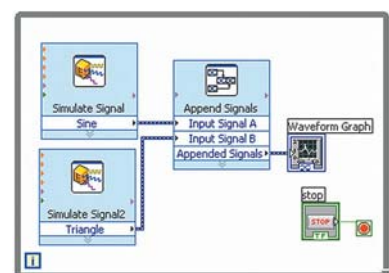 Simulate Signal
Sine
Append Signals
Input Signal A
Input Signal B
Appended Signals
Waveform Graph
Simulate Signal2
Triangle
stop
STOP
TF
i